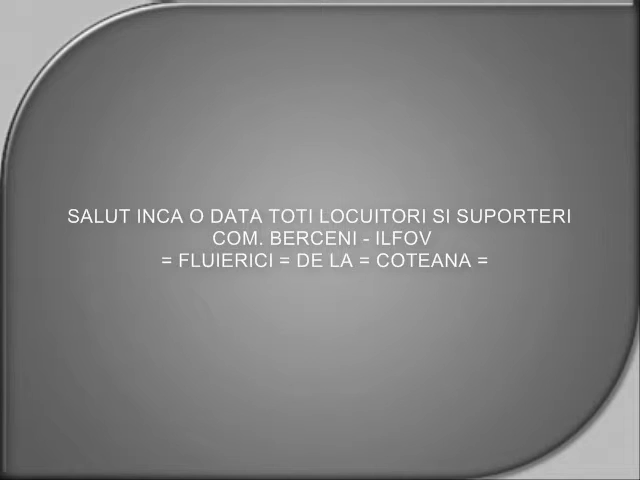 SALUT INCA O DATA TOTI LOCUITORI SI SUPORTERI
COM. BERCENI - ILFOV
= FLUIERICI = DE LA = COTEANA =